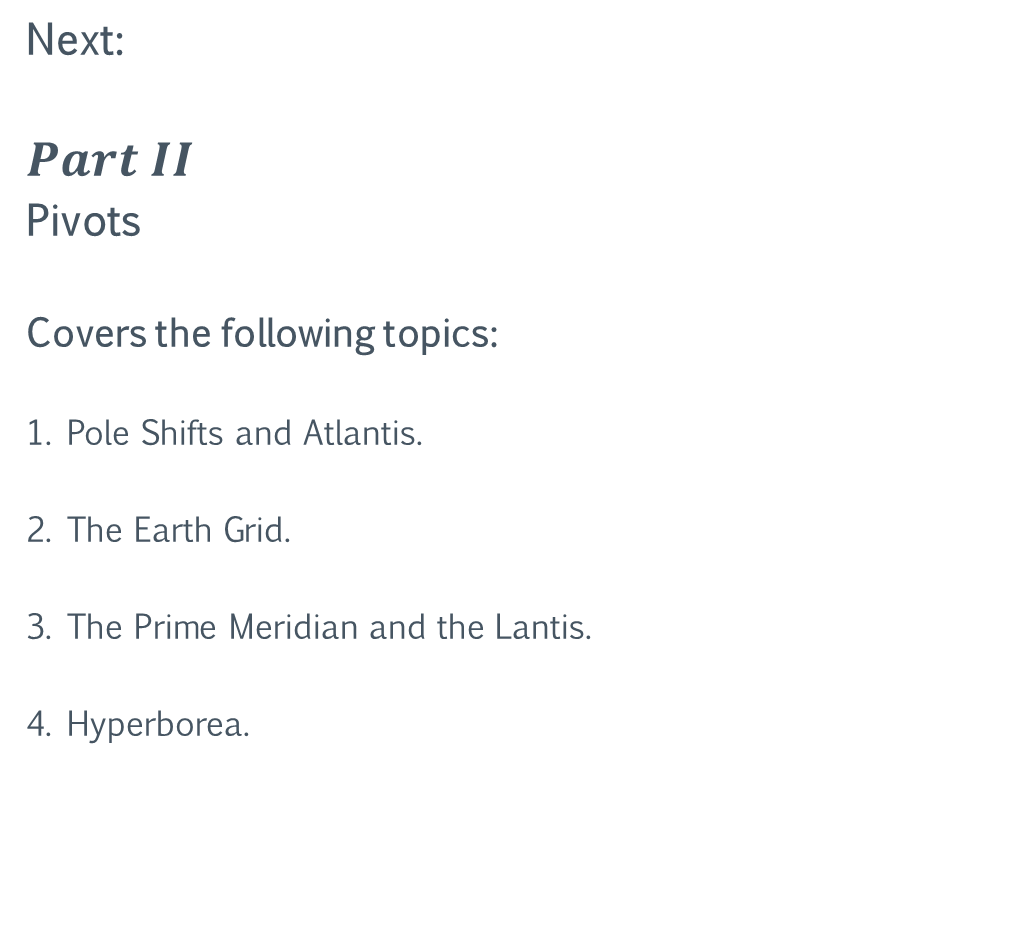 Next:
Part II
Pivots
Covers the following topics:
1. Pole Shifts and Atlantis.
2. The Earth Grid.
3. The Prime Meridian and the Lantis.
4. Hyperborea.